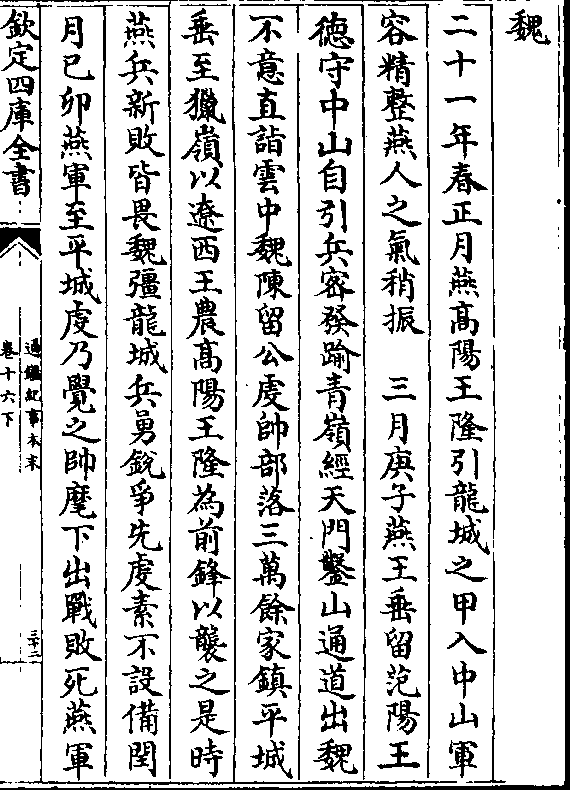 魏
二十一年春正月燕高陽王隆引龍城之甲入中山軍
容精整燕人之氣稍振　三月庚子燕王垂留范陽王
徳守中山自引兵宻發踰青嶺經天門鑿山通道出魏
不意直詣雲中魏陳留公虔帥部落三萬餘家鎮平城
垂至獵嶺以遼西王農高陽王隆為前鋒以襲之是時
燕兵新敗皆畏魏彊龍城兵勇銳爭先虔素不設備閏
月已卯燕軍至平城虔乃覺之帥麾下出戰敗死燕軍
欽定四庫全書
通鑑紀事本末
卷十六下
三十二